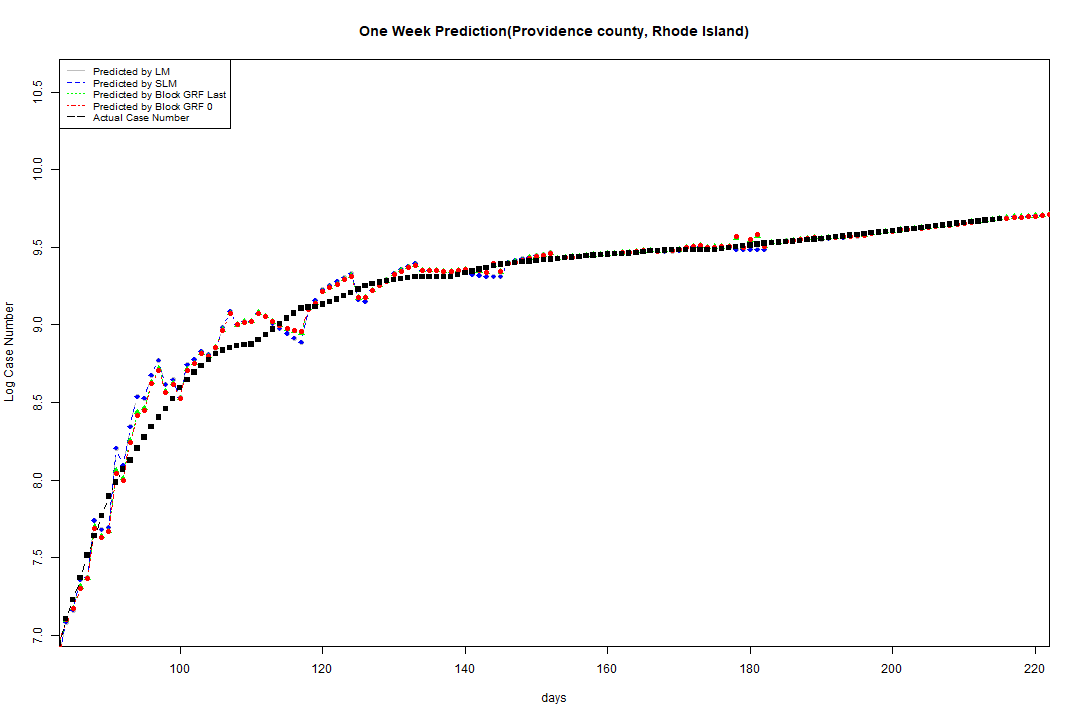 One Week Prediction(Providence county, Rhode Island)
Predicted by LM
Predicted by SLM
Predicted by Block GRF Last
Predicted by Block GRF 0
Actual Case Number
Log Case Number
10.5
10.0
9.5
9.0
8.5
8.0
7.5
7.0
100 120 140 160 180 200 220
days